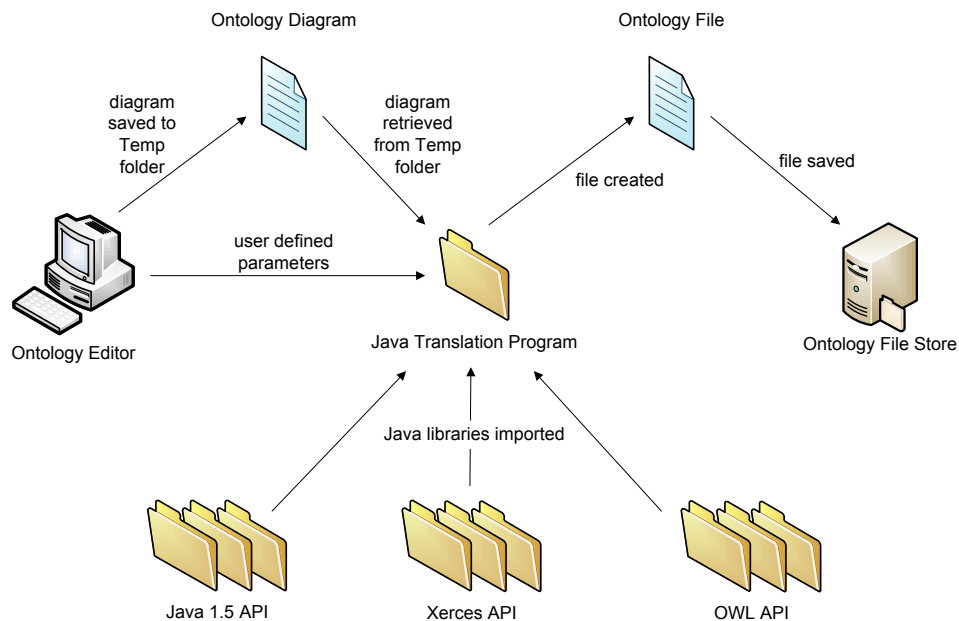 Ontology Diagram
Ontology File
diagram
saved to
Temp
folder
diagram
retrieved
from Temp
folder
file created
file saved
user defined
parameters
Ontology Editor
Java Translation Program
Ontology File Store
Java libraries imported
Java 1.5 API
Xerces API
OWL API